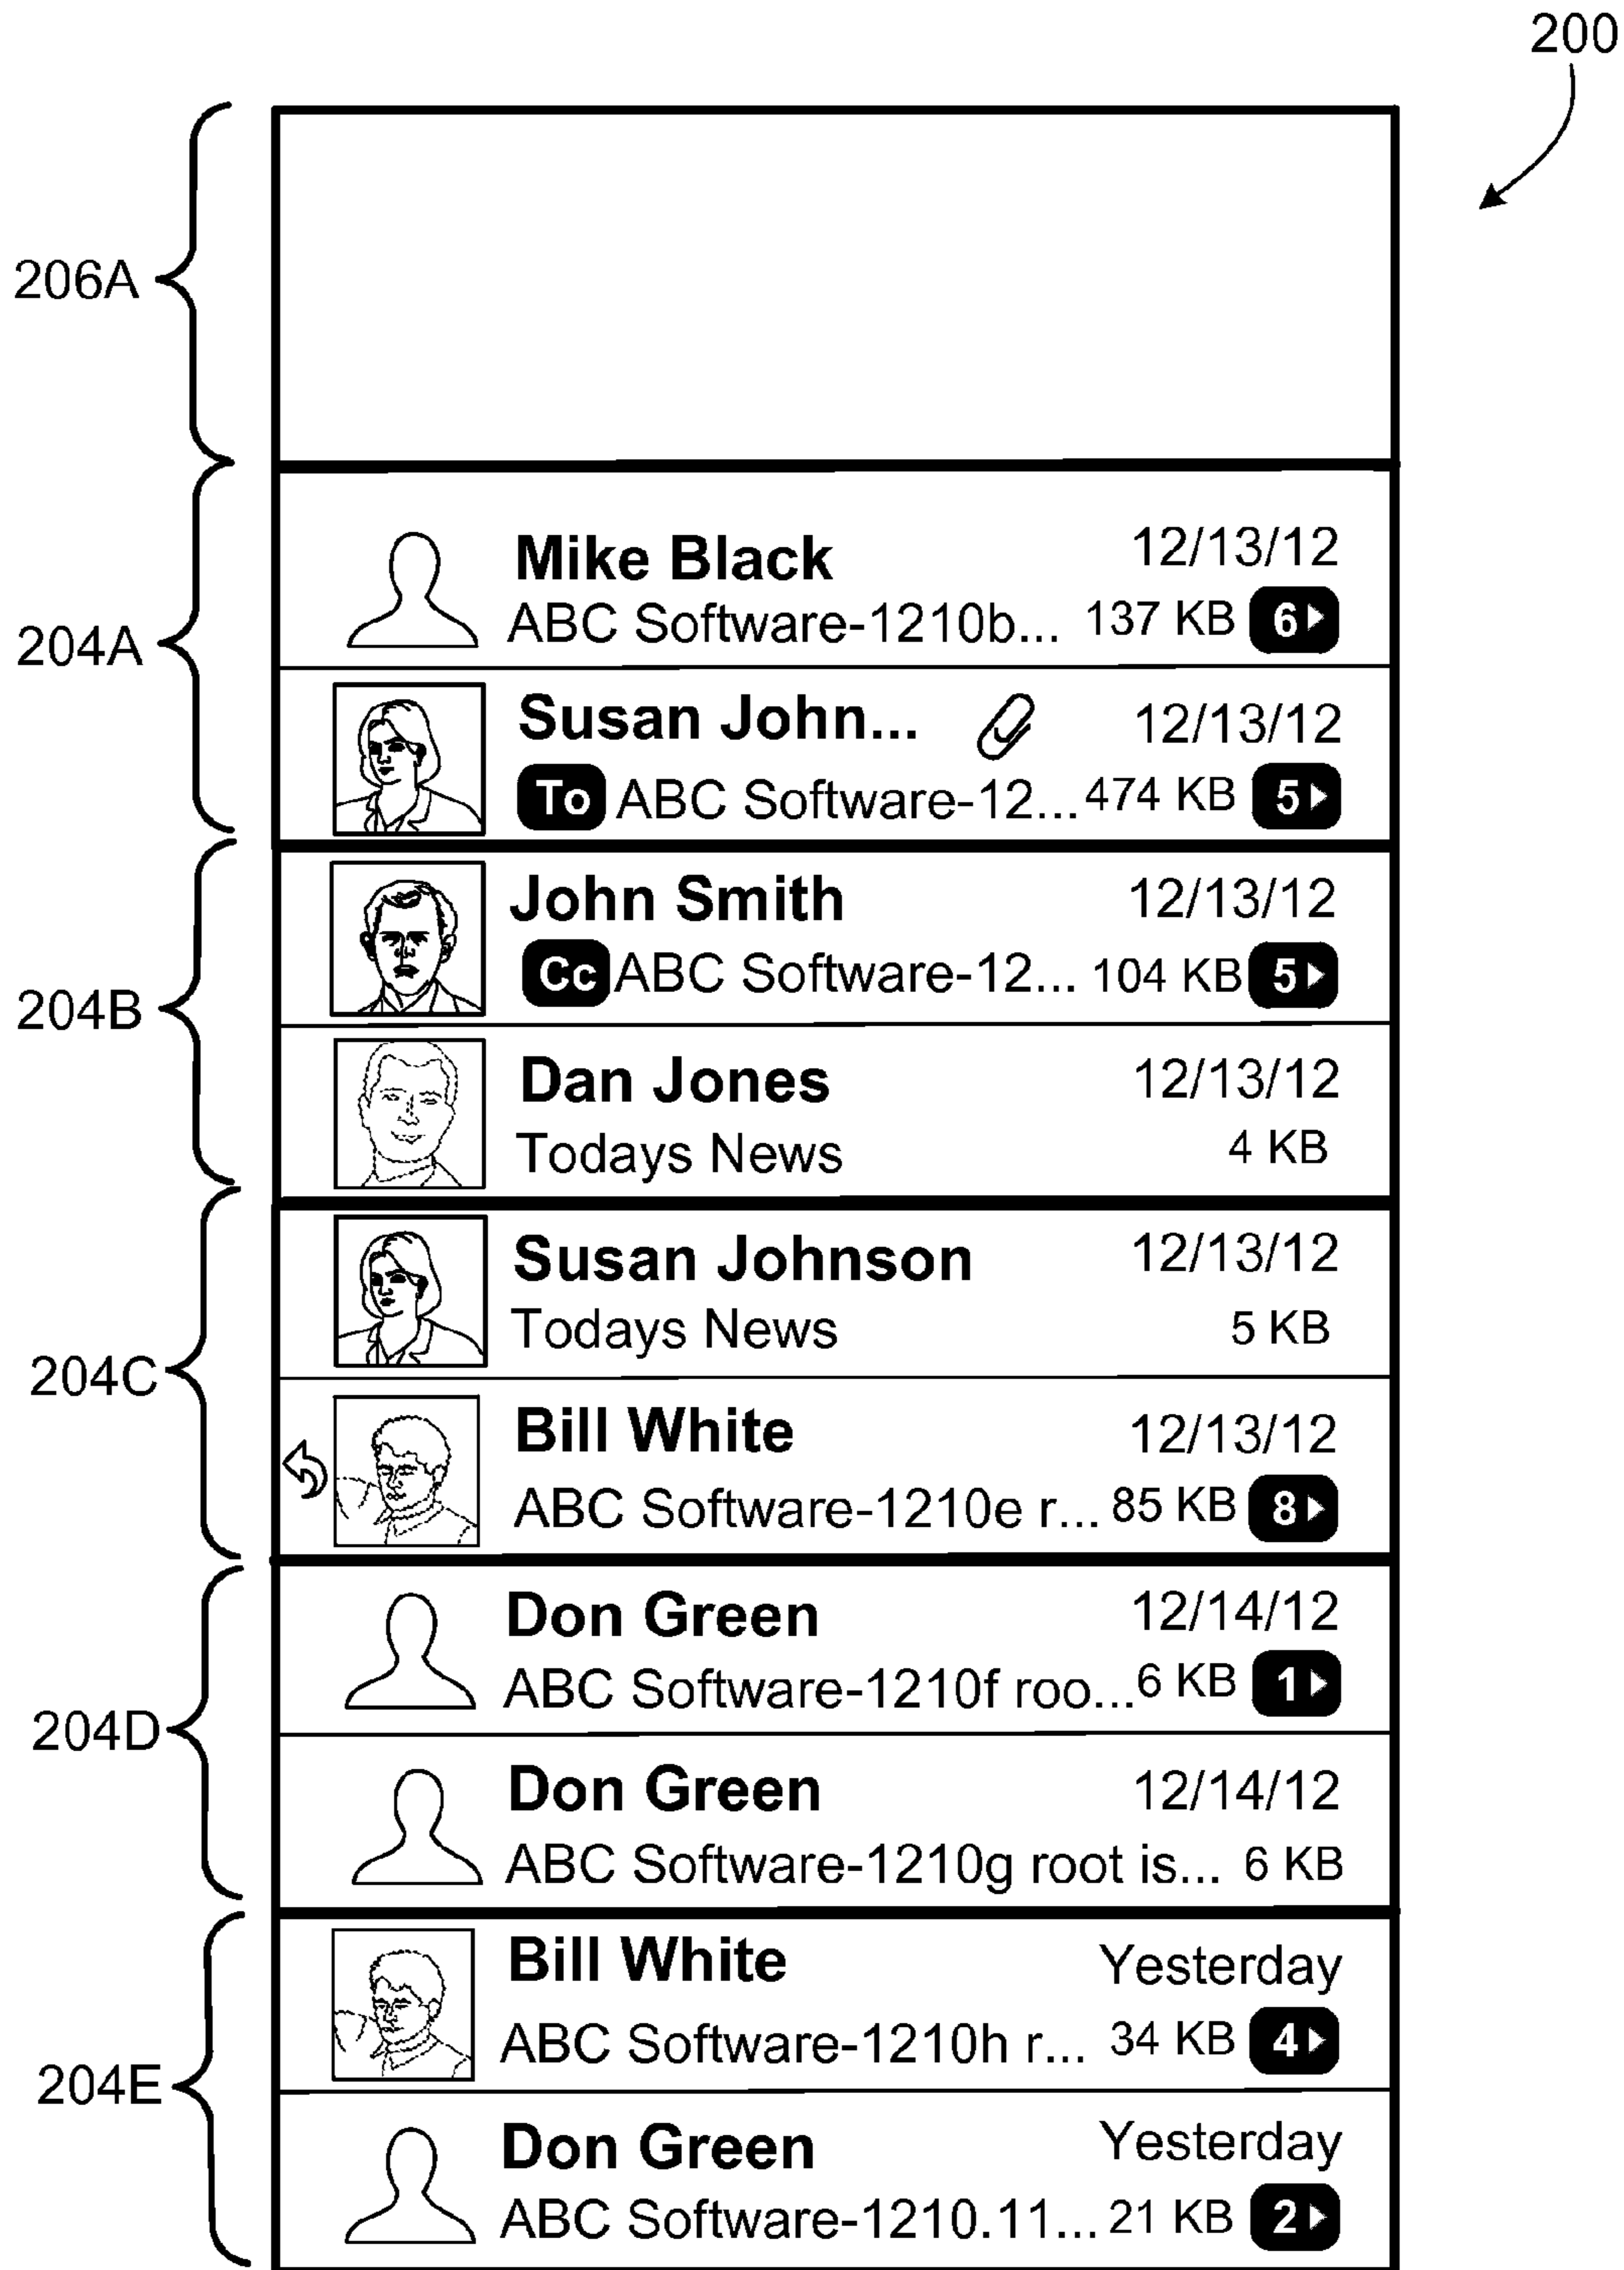 200
206A
204A
Mike Black 12/13/12
ABC Software-1210b... 137 KB 6
Susan John... 12/13/12
To ABC Software-12... 474 KB 5
204B
John Smith 12/13/12
Cc ABC Software-12... 104 KB 5
Dan Jones 12/13/12
Todays News 4 KB
204C
Susan Johnson 12/13/12
Todays News 5 KB
Bill White 12/13/12
ABC Software-1210e r... 85 KB 8
204D
Don Green 12/14/12
ABC Software-1210f roo... 6 KB 1
Don Green 12/14/12
ABC Software-1210g root is... 6 KB
204E
Bill White Yesterday
ABC Software-1210h r... 34 KB 4
Don Green Yesterday
ABC Software-1210.11... 21 KB 2